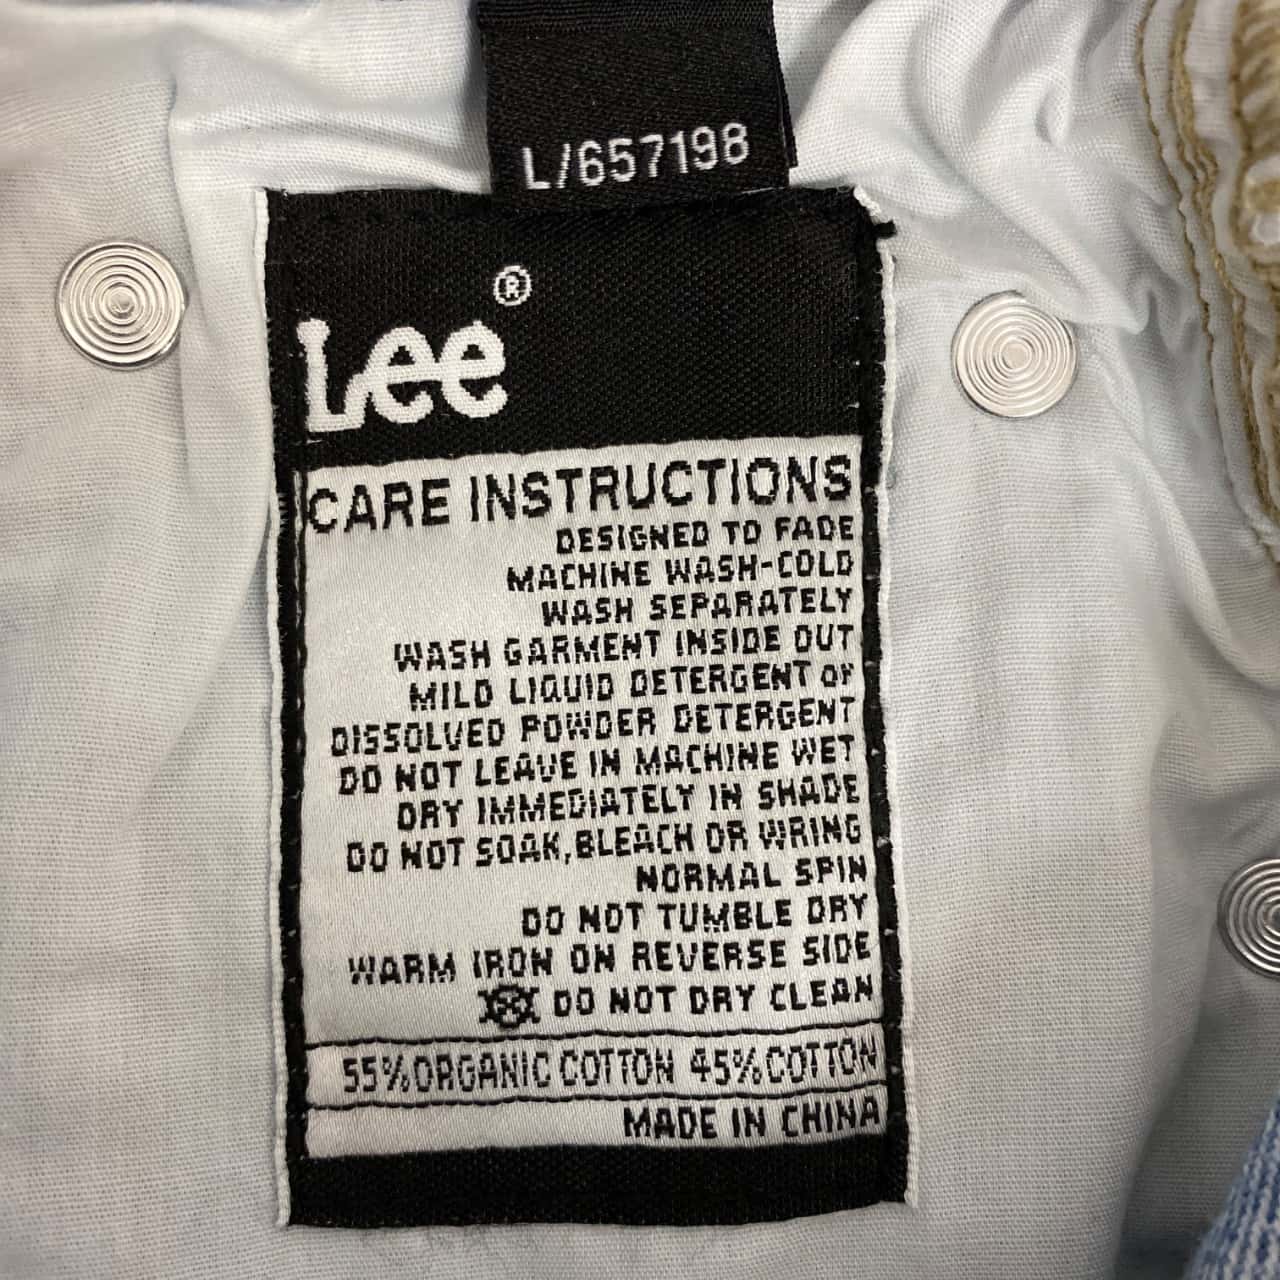 L/657198
Lee®
CARE INSTRUCTIONS
DESIGNED TO FADE
MACHINE WASH-COLD
WASH SEPARATELY
WASH GARMENT INSIDE OUT
MILD LIQUID DETERGENT or
DISSOLVED POWDER DETERGENT
DO NOT LEAVE IN MACHINE WET
DRY IMMEDIATELY IN SHADE
DO NOT SOAK,BLEACH OR WRING
NORMAL SPIN
DO NOT TUMBLE DRY
WARM IRON ON REVERSE SIDE
DO NOT DRY CLEAN
55%ORGANIC COTTON 45%COTTON
MADE IN CHINA